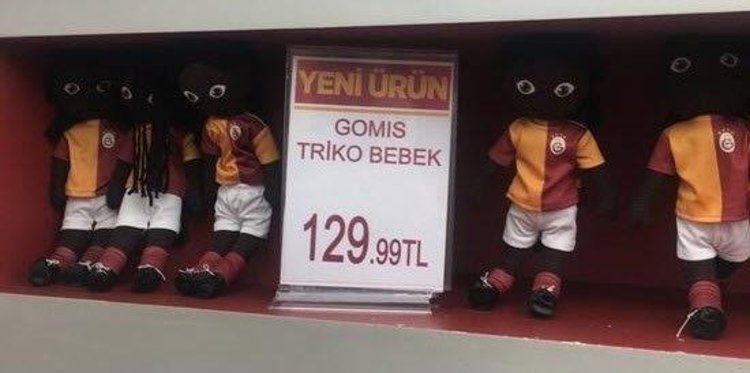 YENİ ÜRÜN
GOMIS
TRİKO BEBEK
129.99TL